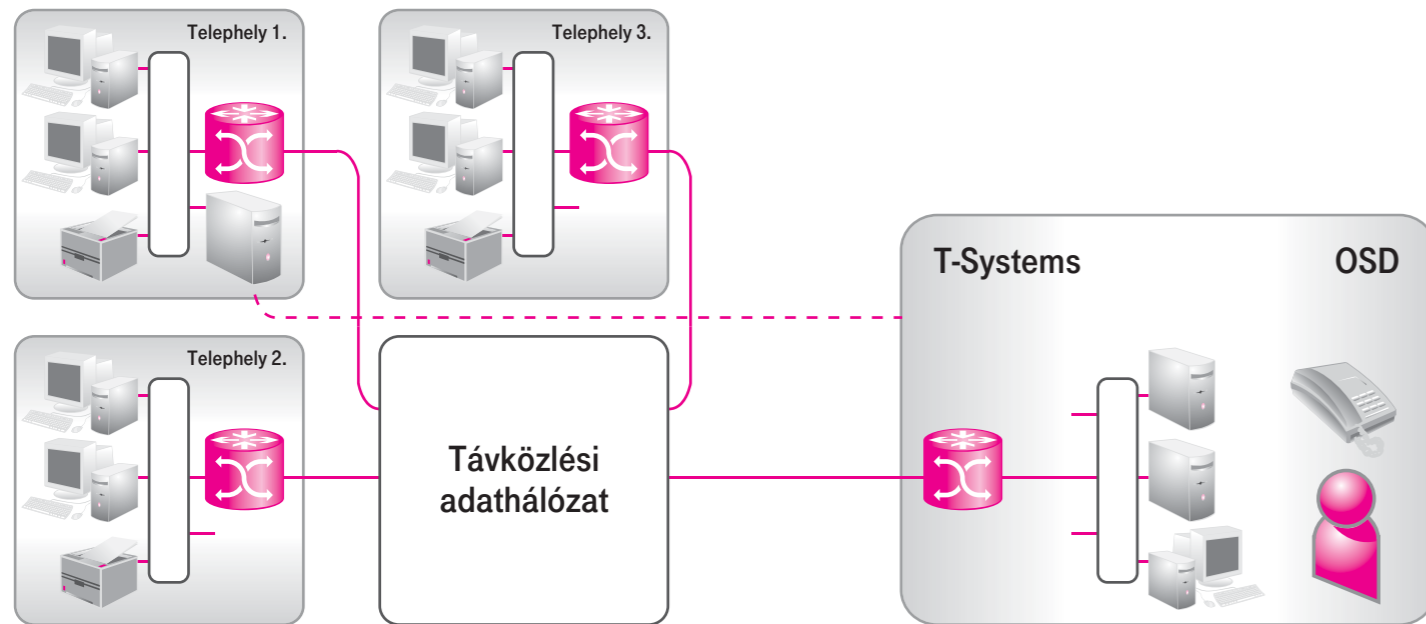 Telephely 1.
Telephely 3.
T-Systems
OSD
Telephely 2.
Távközlési
adathálózat